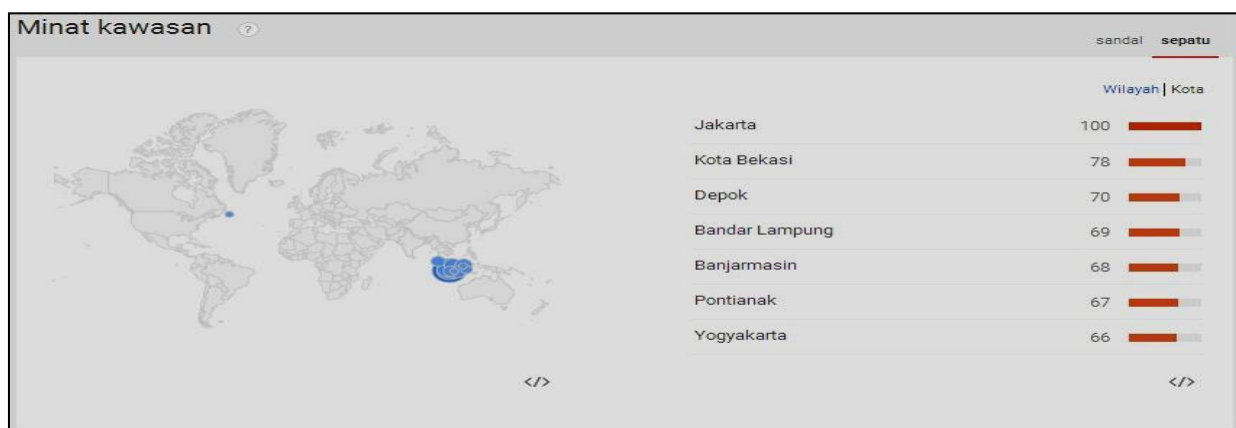 Minat kawasan ?
sandal sepatu
Wilayah | Kota
Jakarta 100
Kota Bekasi 78
Depok 70
Bandar Lampung 69
Banjarmasin 68
Pontianak 67
Yogyakarta 66
</> </>